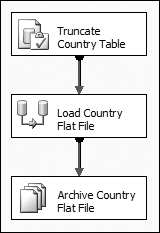 Truncate
Country Table
Load Country
Flat File
Archive Country
Flat File